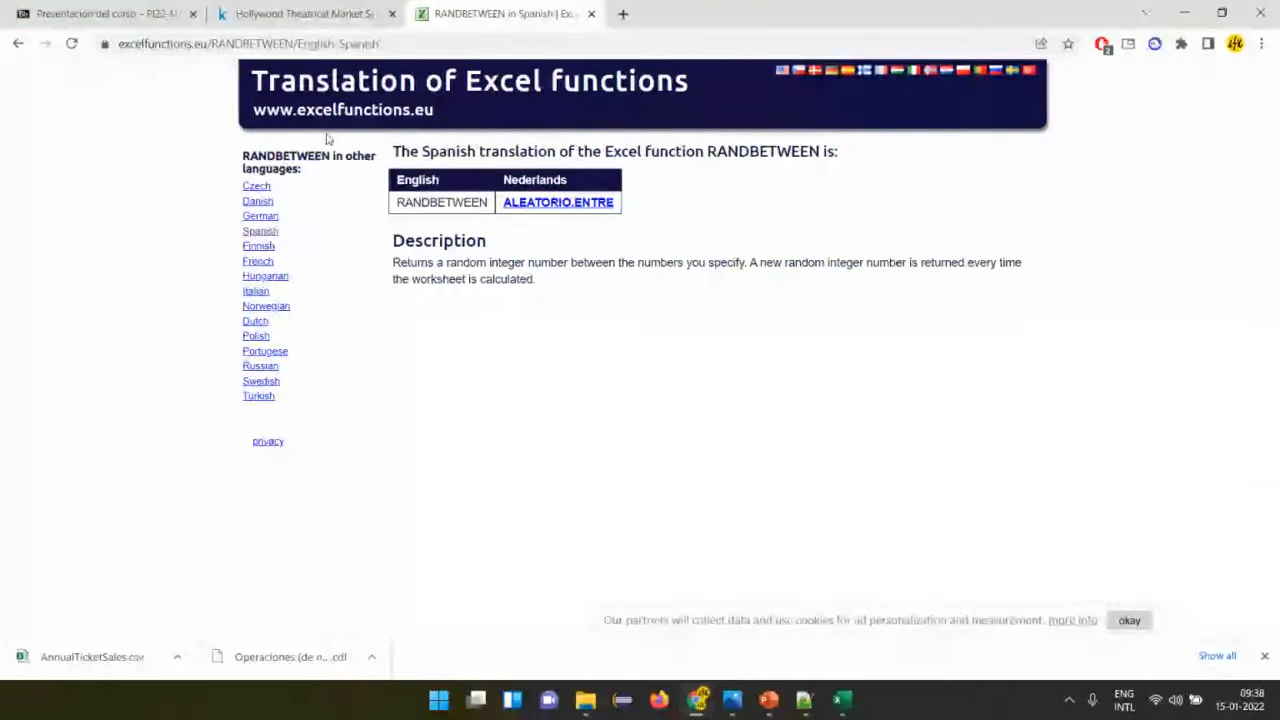 Presentación del curso – PI22-M
Hollywood Theatrical Market S
RANDBETWEEN in Spanish | Exc
excelfunctions.eu/RANDBETWEEN/English-Spanish
2
Translation of Excel functions
www.excelfunctions.eu
RANDBETWEEN in other
languages:
Czech
Danish
German
Spanish
Finnish
French
Hungarian
Italian
Norwegian
Dutch
Polish
Portugese
Russian
Swedish
Turkish
privacy
The Spanish translation of the Excel function RANDBETWEEN is:
English Nederlands
RANDBETWEEN ALEATORIO.ENTRE
Description
Returns a random integer number between the numbers you specify. A new random integer number is returned every time
the worksheet is calculated.
Our partners will collect data and use cookies for ad personalization and measurement. more info okay
AnnualTicketSales.csv
Operaciones (de n....cdf
Show all
ENG
INTL
09:38
15-01-2022